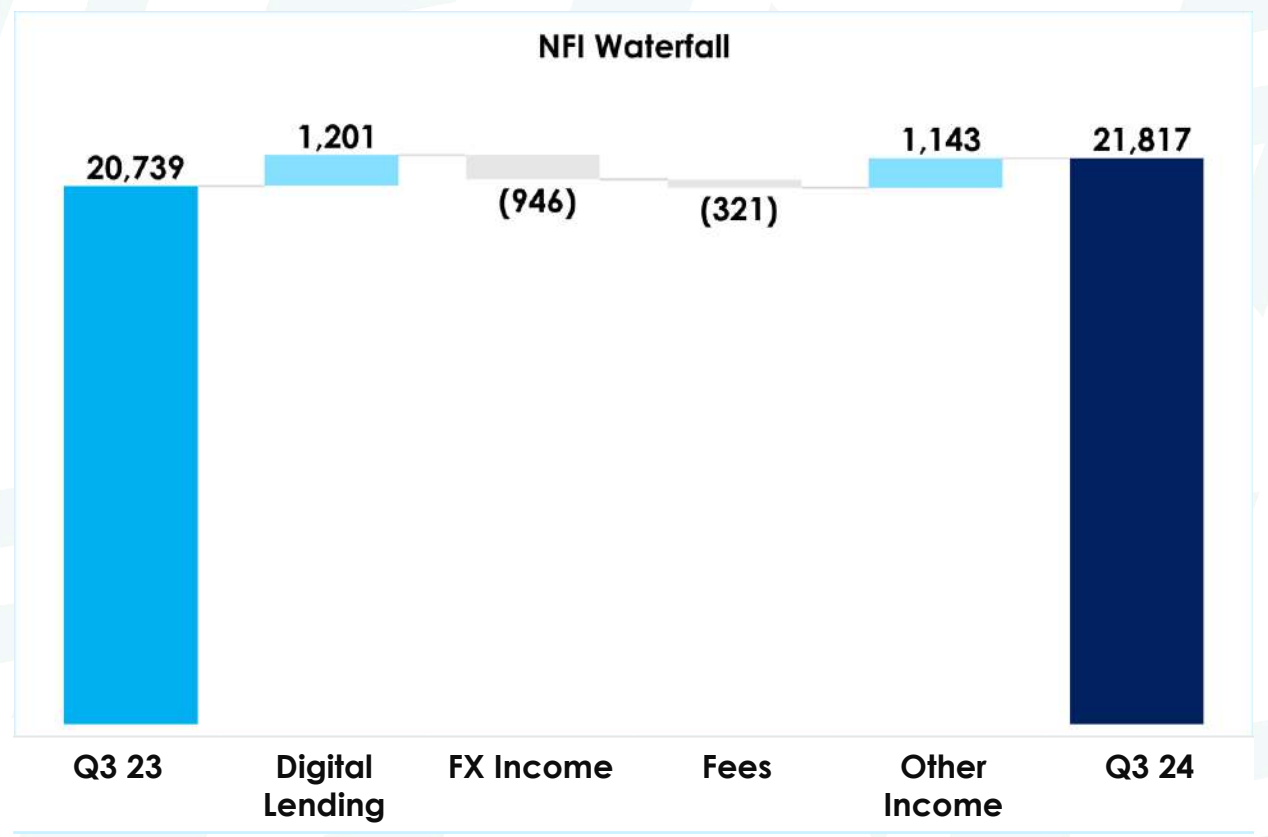 NFI Waterfall
20,739
1,201
(946)
(321)
1,143
21,817
Q3 23
Digital
Lending
FX Income
Fees
Other
Income
Q3 24